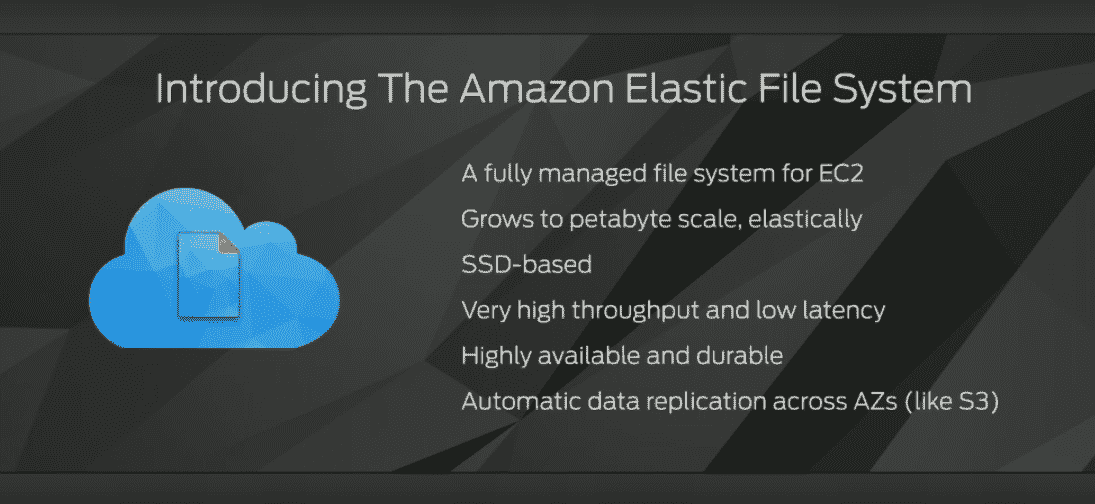 Introducing The Amazon Elastic File System
A fully managed file system for EC2
Grows to petabyte scale, elastically
SSD-based
Very high throughput and low latency
Highly available and durable
Automatic data replication across AZs (like S3)